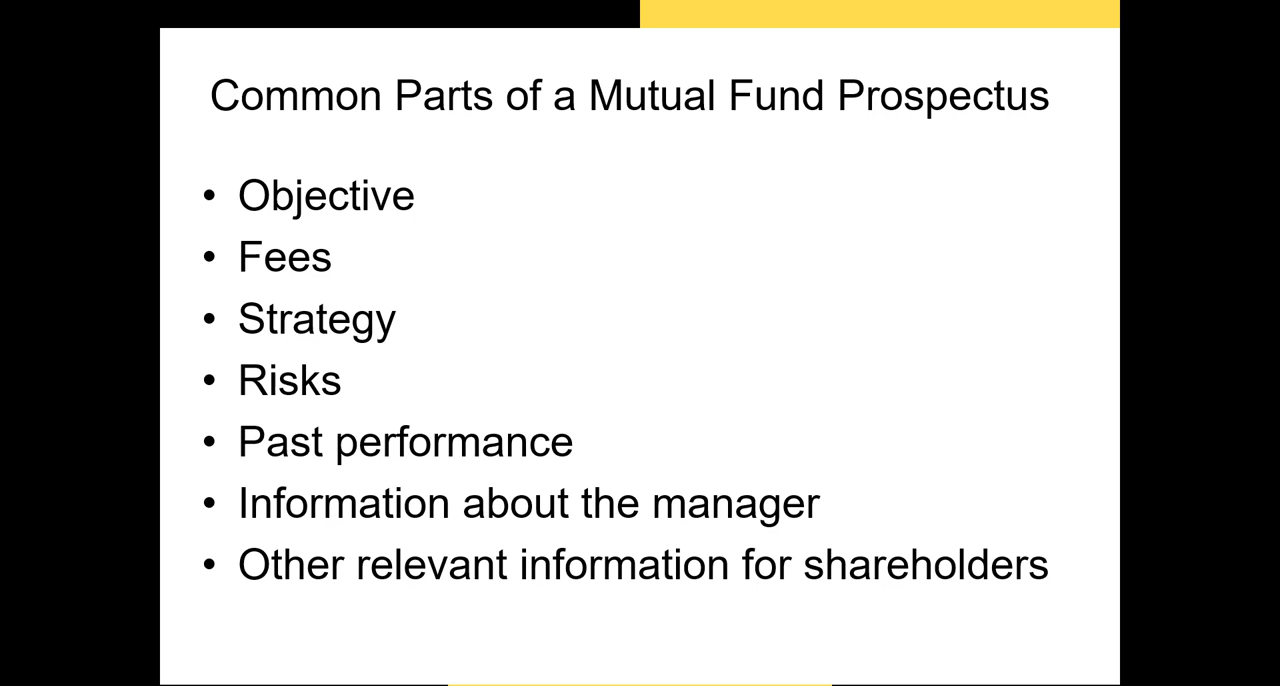 Common Parts of a Mutual Fund Prospectus
• Objective
• Fees
• Strategy
• Risks
• Past performance
• Information about the manager
• Other relevant information for shareholders